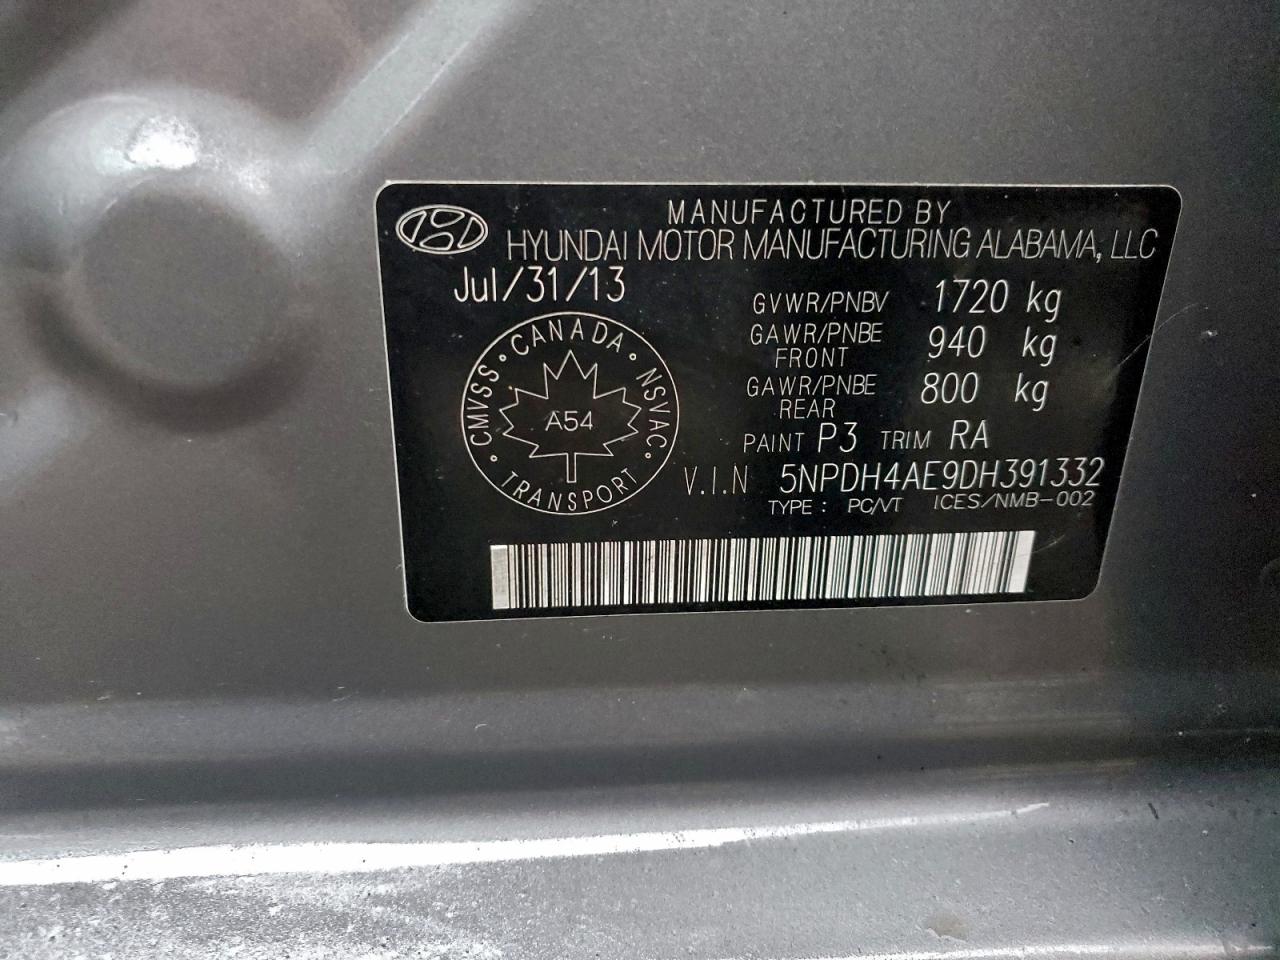 MANUFACTURED BY
HYUNDAI MOTOR MANUFACTURING ALABAMA, LLC
Jul/31/13
GVWR/PNBV 1720 kg
GAWR/PNBE FRONT 940 kg
GAWR/PNBE REAR 800 kg
PAINT P3 TRIM RA
V.I.N 5NPDH4AE9DH391332
TYPE : PC/VT ICES/NMB-002
CMVSS • CANADA • NSVAC • TRANSPORT •
A54